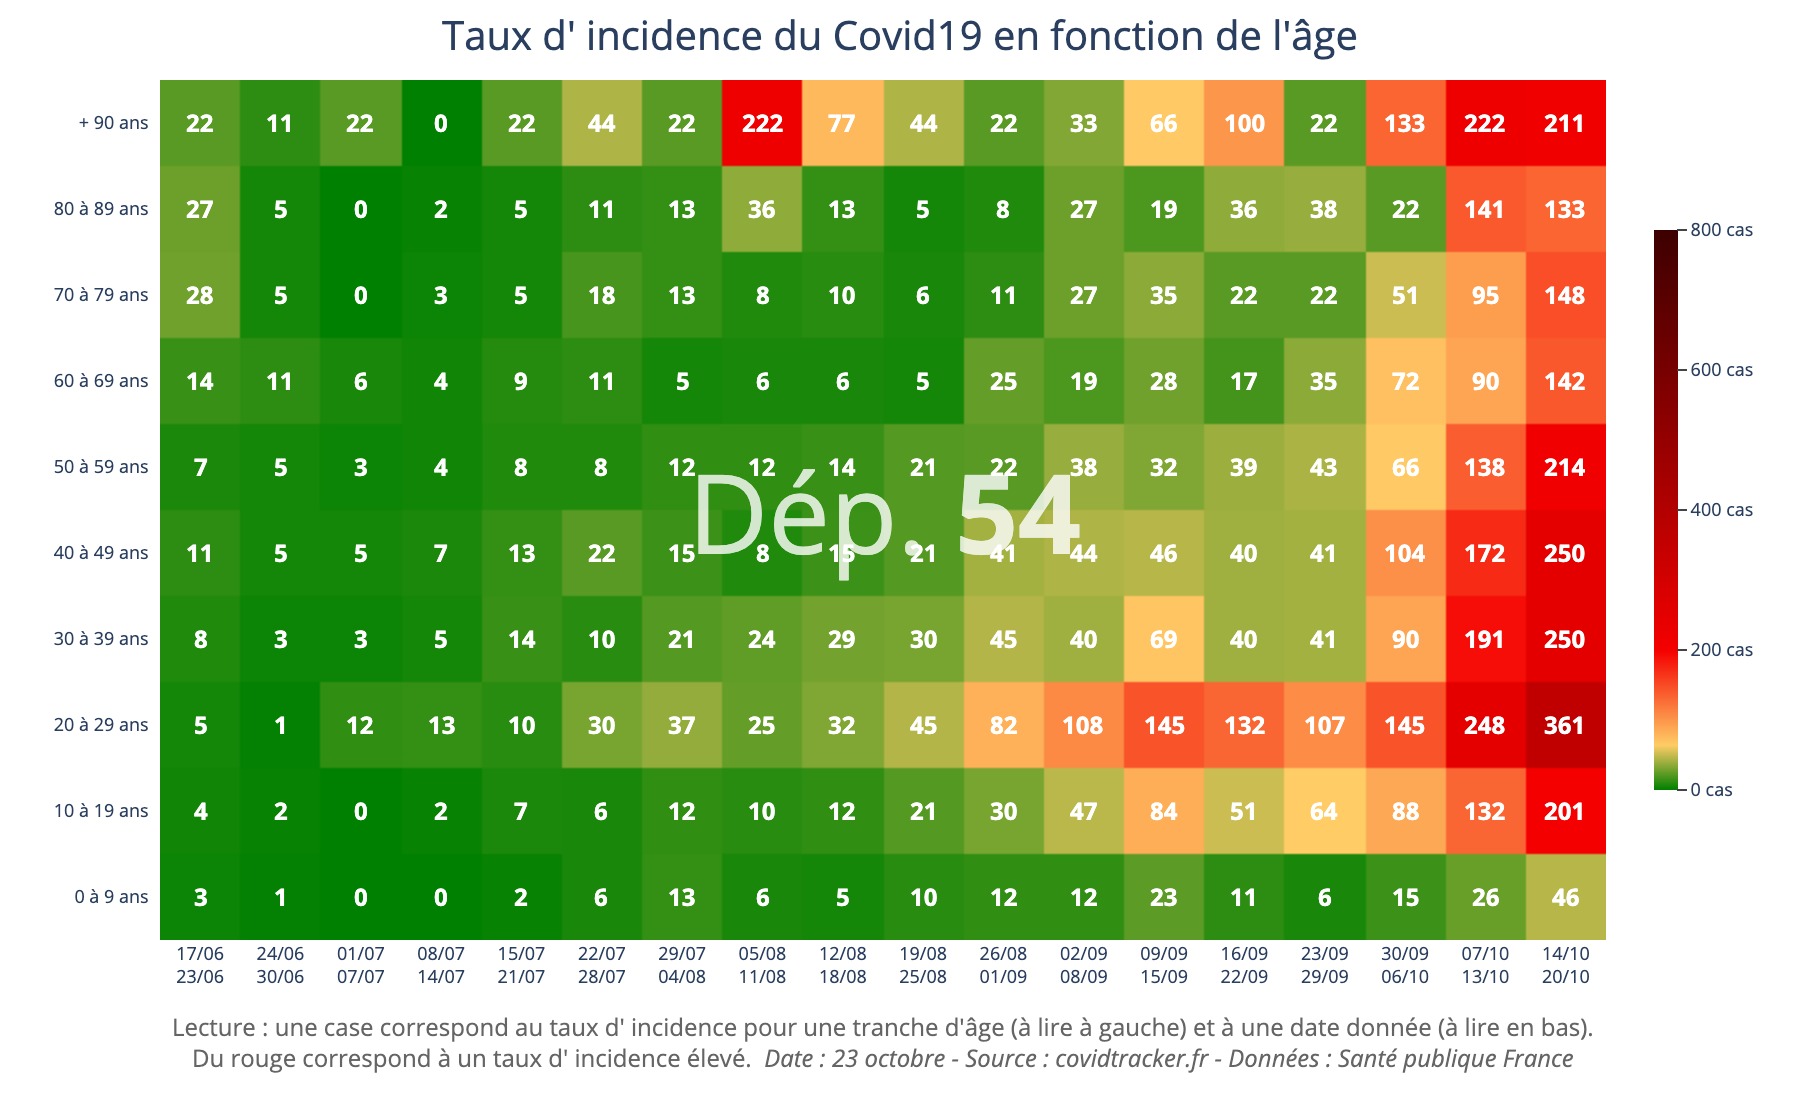 Taux d' incidence du Covid19 en fonction de l'âge
+ 90 ans 22 11 22 0 22 44 22 222 77 44 22 33 66 100 22 133 222 211
80 à 89 ans 27 5 0 2 5 11 13 36 13 5 8 27 19 36 38 22 141 133
70 à 79 ans 28 5 0 3 5 18 13 8 10 6 11 27 35 22 22 51 95 148
60 à 69 ans 14 11 6 4 9 11 5 6 6 5 25 19 28 17 35 72 90 142
50 à 59 ans 7 5 3 4 8 8 12 12 14 21 22 38 32 39 43 66 138 214
Dép. 54
40 à 49 ans 11 5 5 7 13 22 15 8 15 21 41 44 46 40 41 104 172 250
30 à 39 ans 8 3 3 5 14 10 21 24 29 30 45 40 69 40 41 90 191 250
20 à 29 ans 5 1 12 13 10 30 37 25 32 45 82 108 145 132 107 145 248 361
10 à 19 ans 4 2 0 2 7 6 12 10 12 21 30 47 84 51 64 88 132 201
0 à 9 ans 3 1 0 0 2 6 13 6 5 10 12 12 23 11 6 15 26 46
17/06 24/06 01/07 08/07 15/07 22/07 29/07 05/08 12/08 19/08 26/08 02/09 09/09 16/09 23/09 30/09 07/10 14/10
23/06 30/06 07/07 14/07 21/07 28/07 04/08 11/08 18/08 25/08 01/09 08/09 15/09 22/09 29/09 06/10 13/10 20/10
800 cas
600 cas
400 cas
200 cas
0 cas
Lecture : une case correspond au taux d' incidence pour une tranche d'âge (à lire à gauche) et à une date donnée (à lire en bas).
Du rouge correspond à un taux d' incidence élevé. Date : 23 octobre - Source : covidtracker.fr - Données : Santé publique France